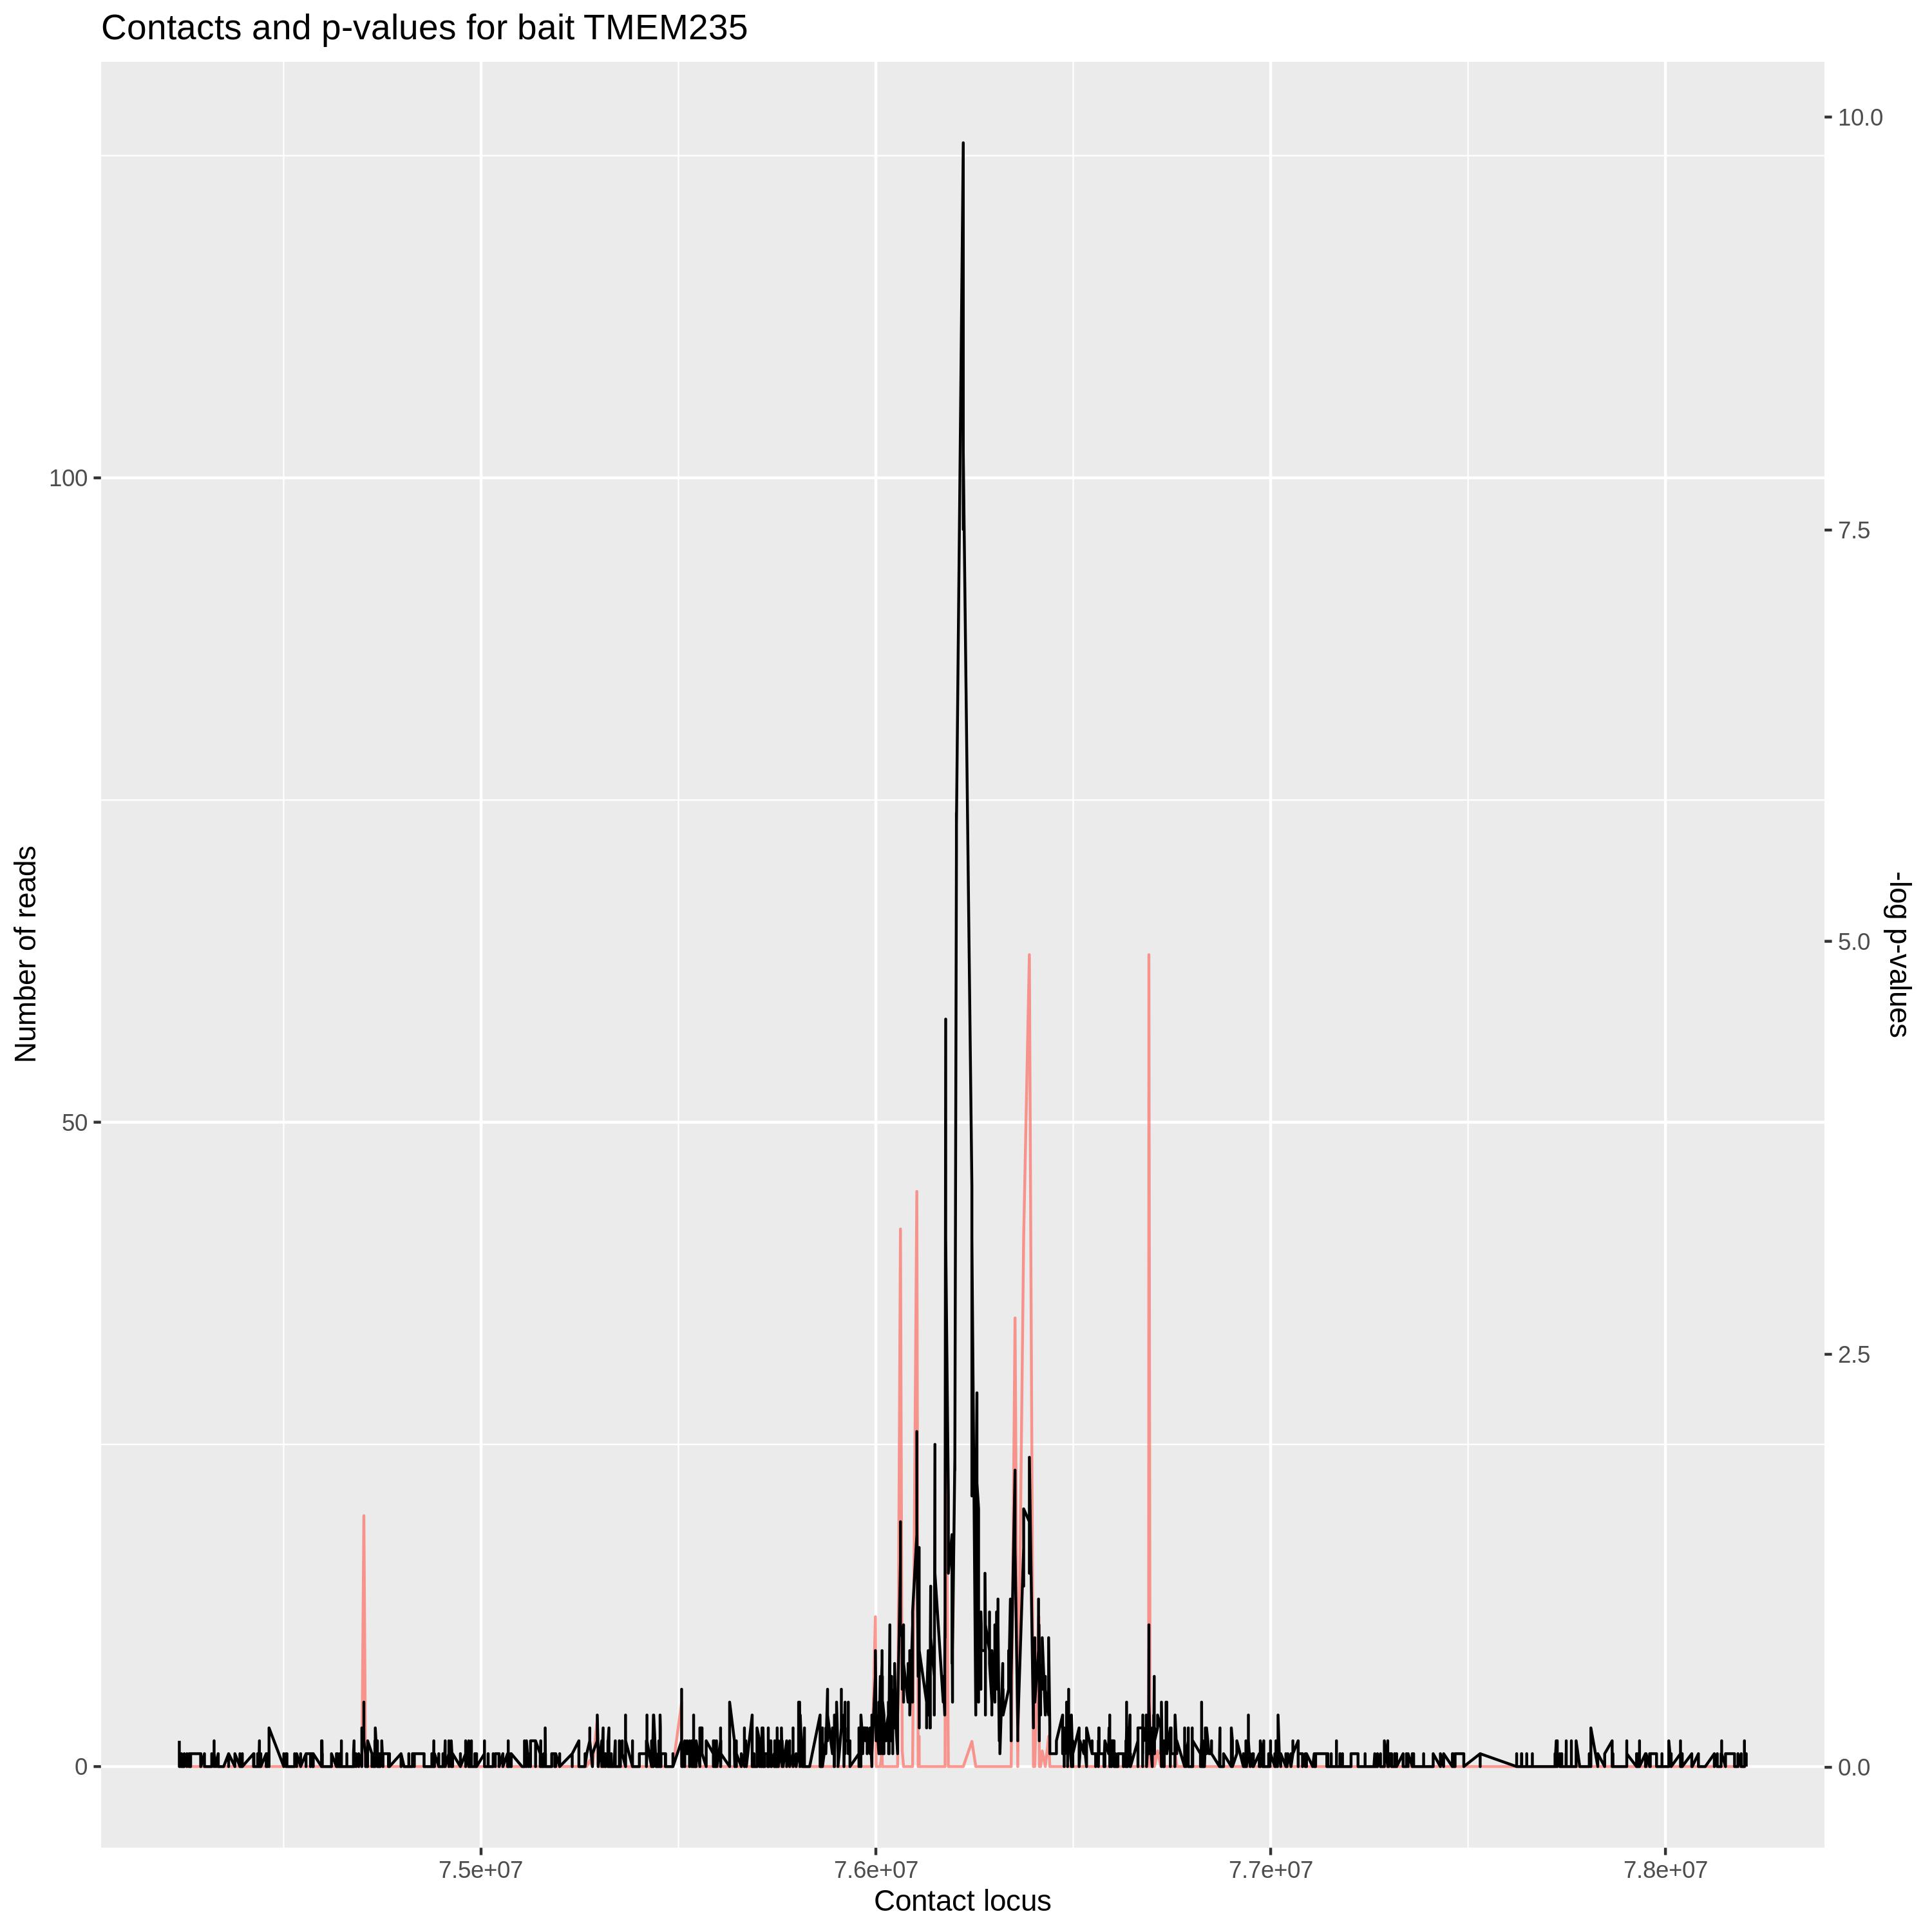 Contacts and p-values for bait TMEM235
10.0
100
7.5
Number of reads
-log p-values
5.0
50
2.5
0
0.0
7.5e+07
7.6e+07
7.7e+07
7.8e+07
Contact locus